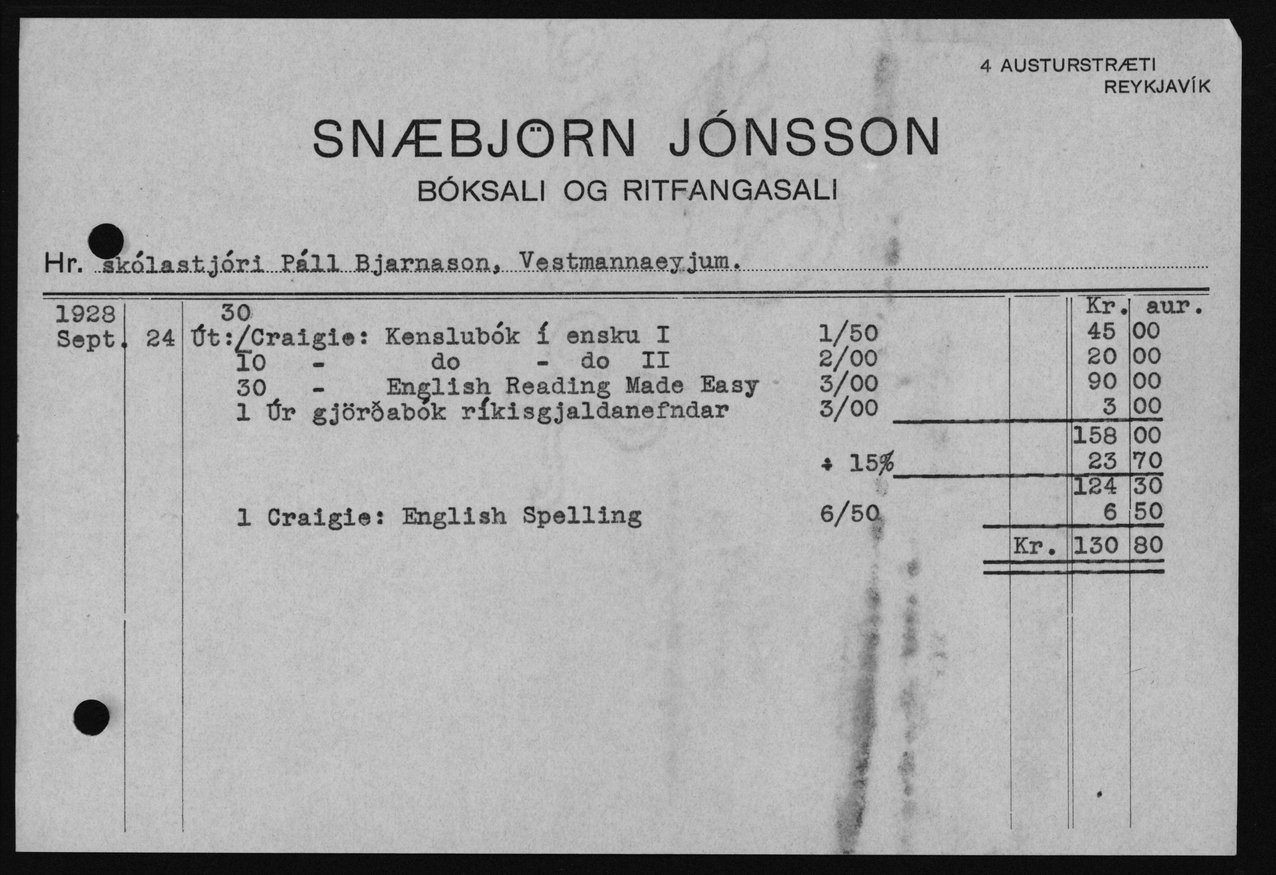 4 AUSTURSTRÆTI
REYKJAVÍK
SNÆBJÖRN JÓNSSON
BÓKSALI OG RITFANGASALI
Hr. skólastjóri Páll Bjarnason, Vestmannaeyjum.
1928 30 Kr. aur.
Sept. 24 Út:/Craigie: Kenslubók í ensku I 1/50 45 00
10 - do - do II 2/00 20 00
30 - English Reading Made Easy 3/00 90 00
1 Úr gjörðabók ríkisgjaldanefndar 3/00 3 00
158 00
÷ 15% 23 70
124 30
1 Craigie: English Spelling 6/50 6 50
Kr. 130 80